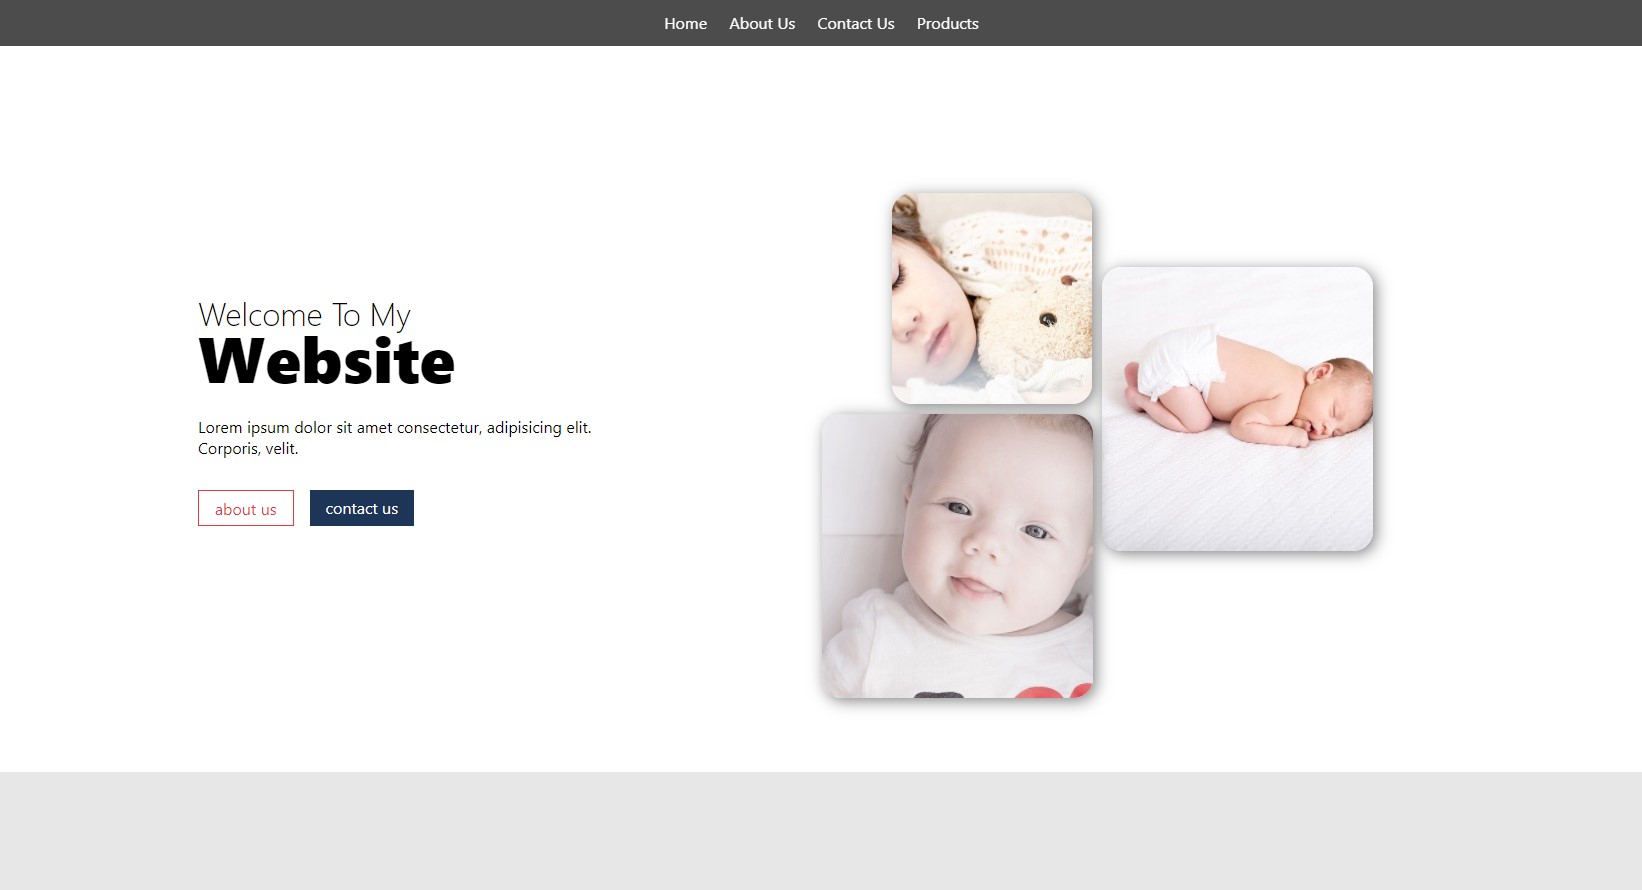 Home About Us Contact Us Products
Welcome To My
Website
Lorem ipsum dolor sit amet consectetur, adipisicing elit.
Corporis, velit.
about us contact us